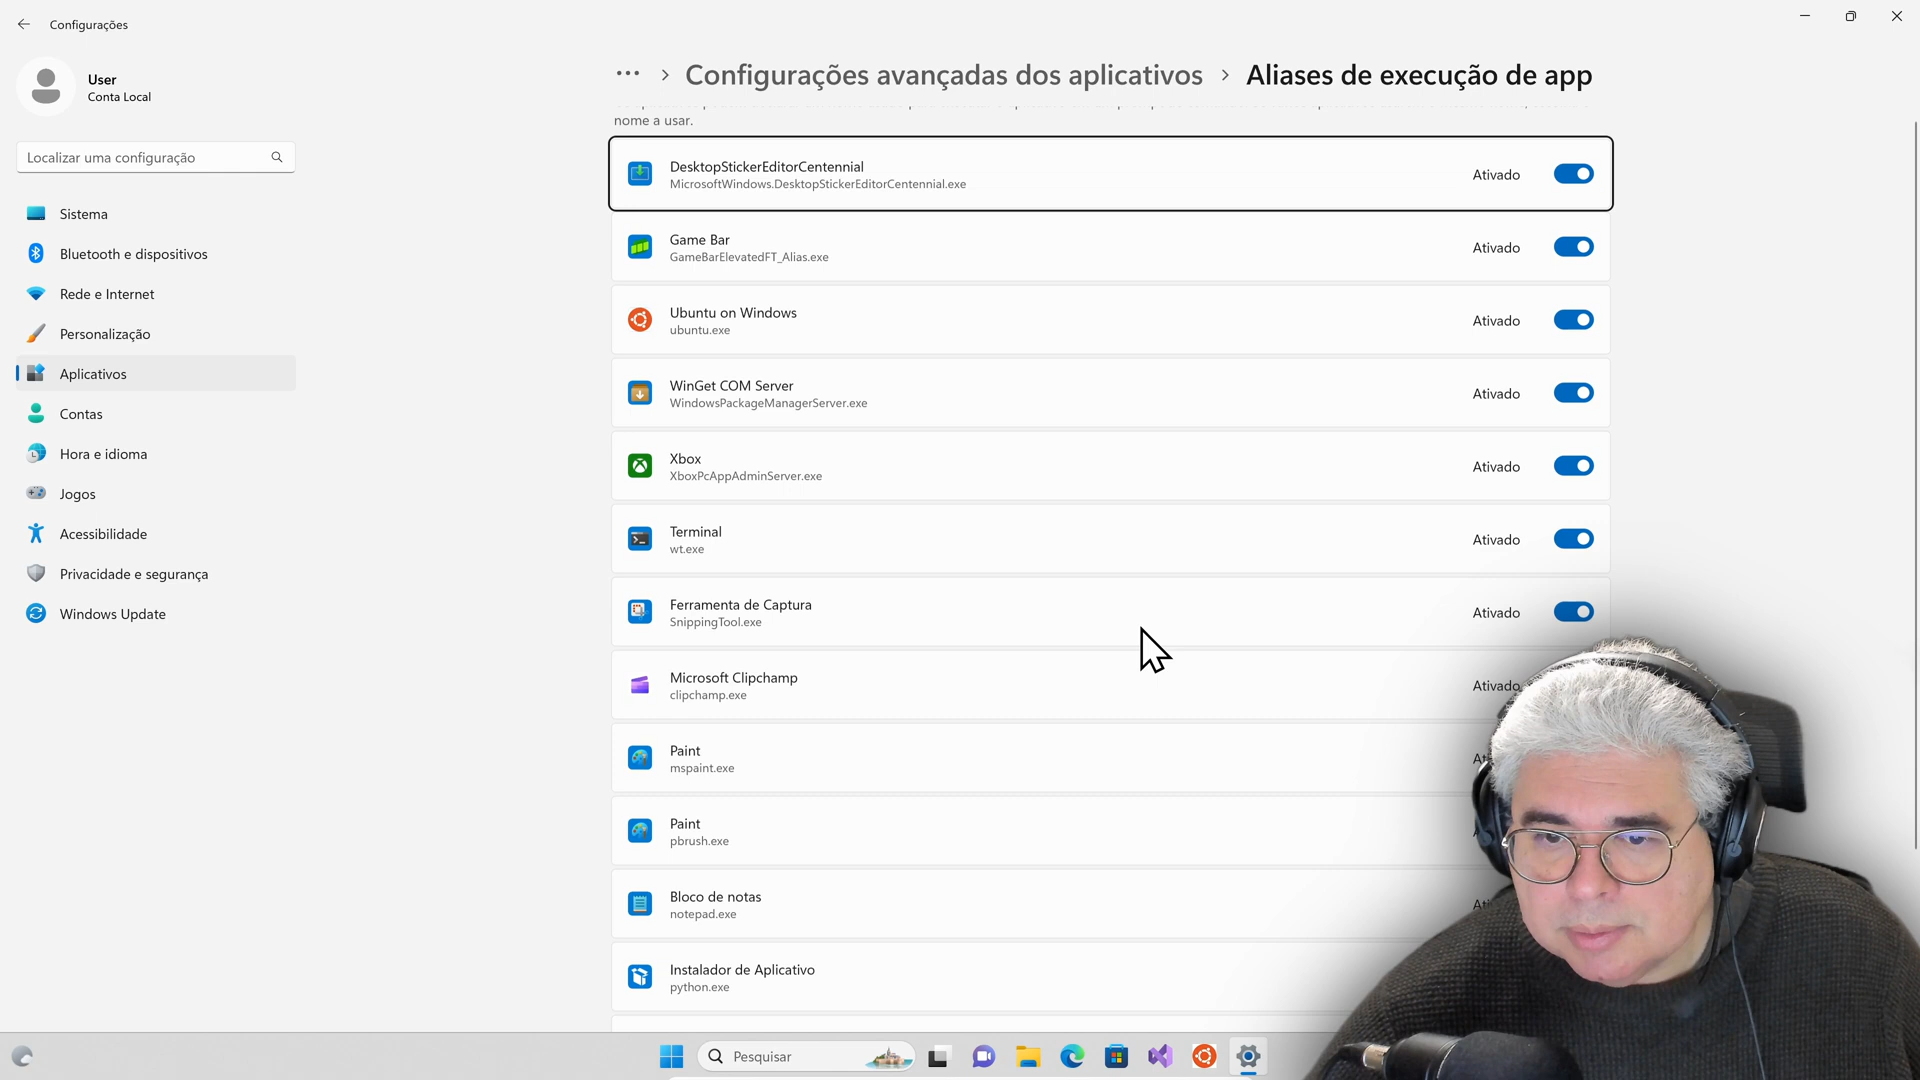 Configurações
User
Conta Local
Localizar uma configuração
Sistema
Bluetooth e dispositivos
Rede e Internet
Personalização
Aplicativos
Contas
Hora e idioma
Jogos
Acessibilidade
Privacidade e segurança
Windows Update
… > Configurações avançadas dos aplicativos > Aliases de execução de app
nome a usar.
DesktopStickerEditorCentennial
MicrosoftWindows.DesktopStickerEditorCentennial.exe
Ativado
Game Bar
GameBarElevatedFT_Alias.exe
Ativado
Ubuntu on Windows
ubuntu.exe
Ativado
WinGet COM Server
WindowsPackageManagerServer.exe
Ativado
Xbox
XboxPcAppAdminServer.exe
Ativado
Terminal
wt.exe
Ativado
Ferramenta de Captura
SnippingTool.exe
Ativado
Microsoft Clipchamp
clipchamp.exe
Ativado
Paint
mspaint.exe
Paint
pbrush.exe
Bloco de notas
notepad.exe
Instalador de Aplicativo
python.exe
Pesquisar